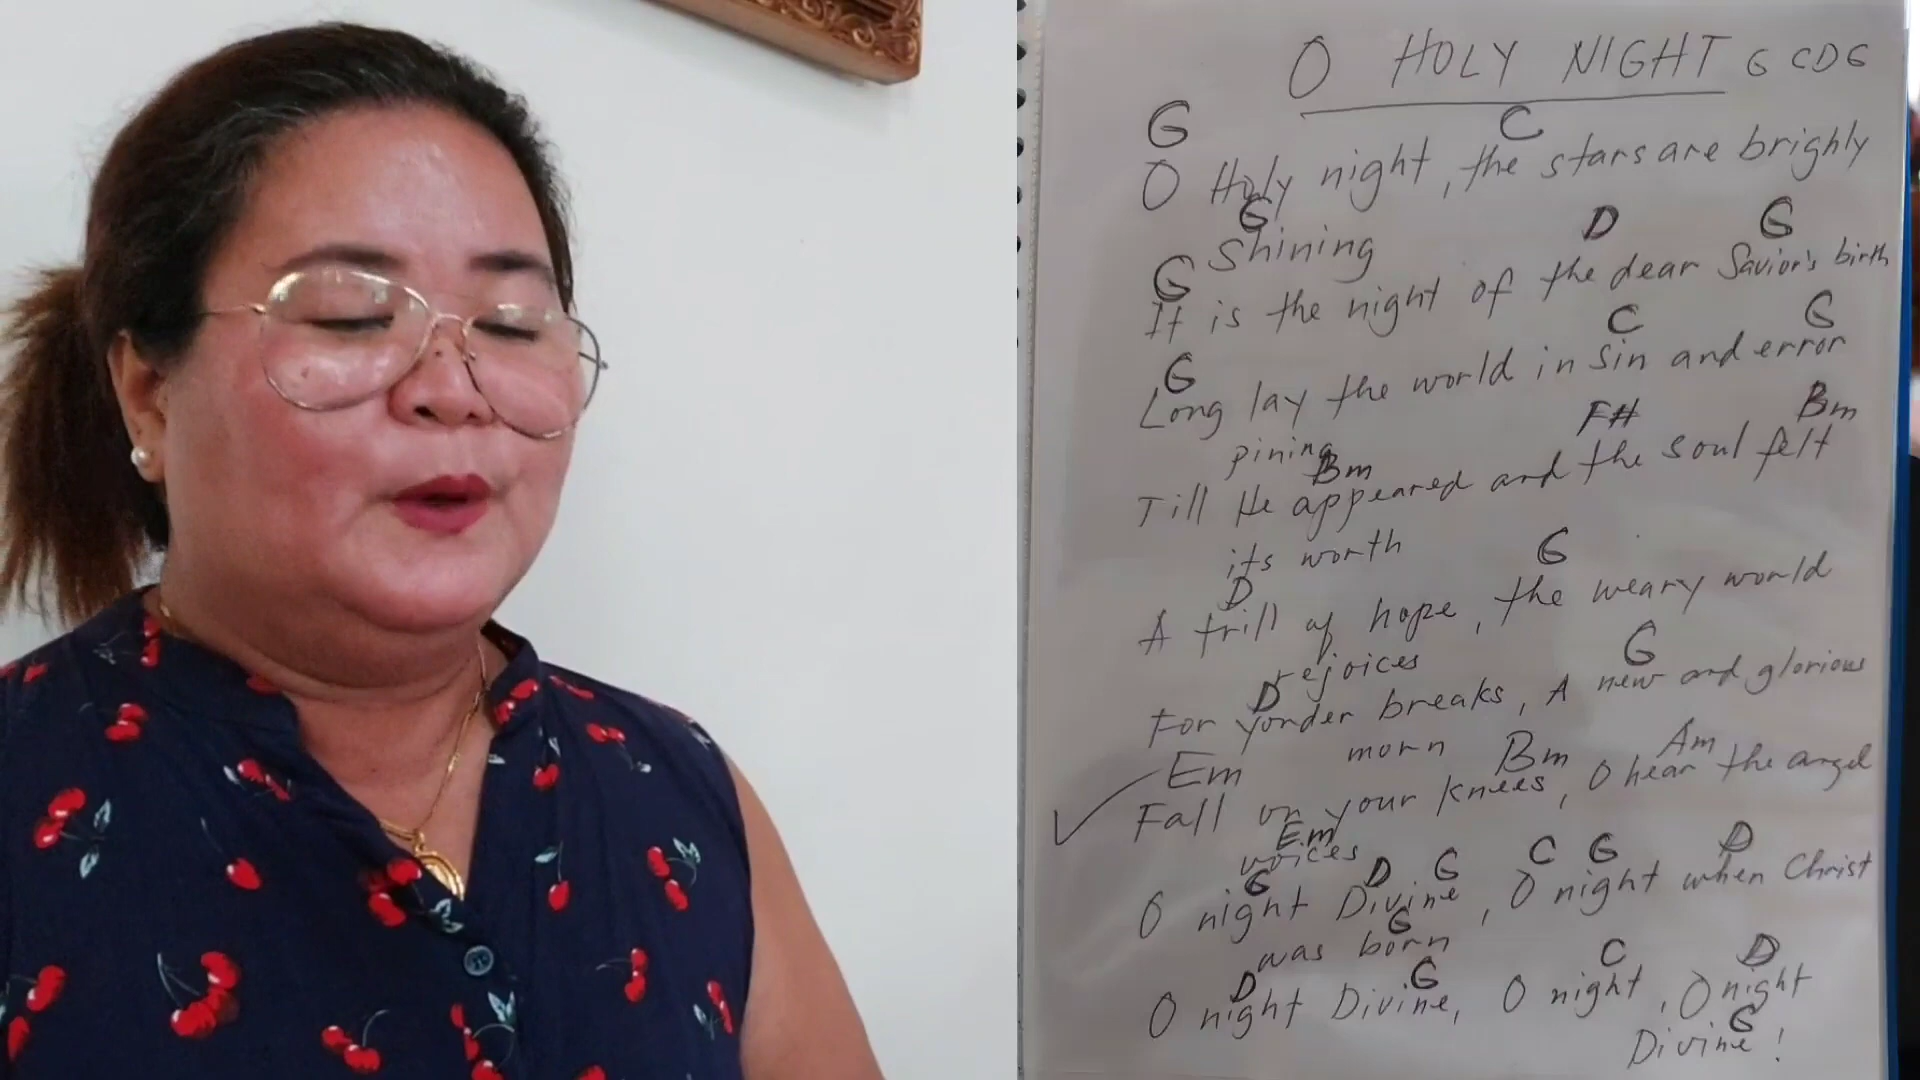 O HOLY NIGHT G C D G
G C
O Holy night, the stars are brighly
G D G
Shining
G
It is the night of the dear Savior's birth
C G
G
Long lay the world in sin and error
F# Bm
pining
Bm
Till He appeared and the soul felt
its worth
G
D
A trill of hope, the weary world
rejoices
G
D
For yonder breaks, A new and glorious
morn
Em Bm Am
Fall on your knees, O hear the angel
Em
voices
G D G C G D
O night Divine, O night when Christ
G
was born
D G C D
O night Divine, O night, O night
G
Divine!